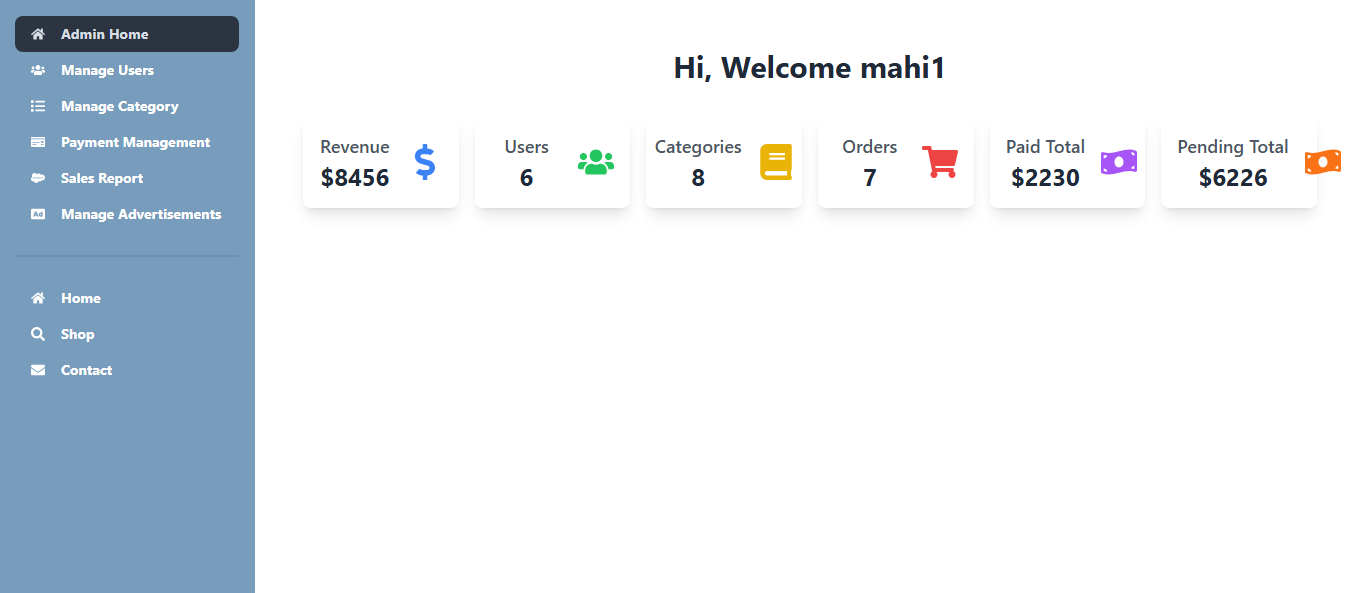 Admin Home
Manage Users
Manage Category
Payment Management
Sales Report
Ad Manage Advertisements
Home
Shop
Contact
Hi, Welcome mahi1
Revenue
$8456
Users
6
Categories
8
Orders
7
Paid Total
$2230
Pending Total
$6226